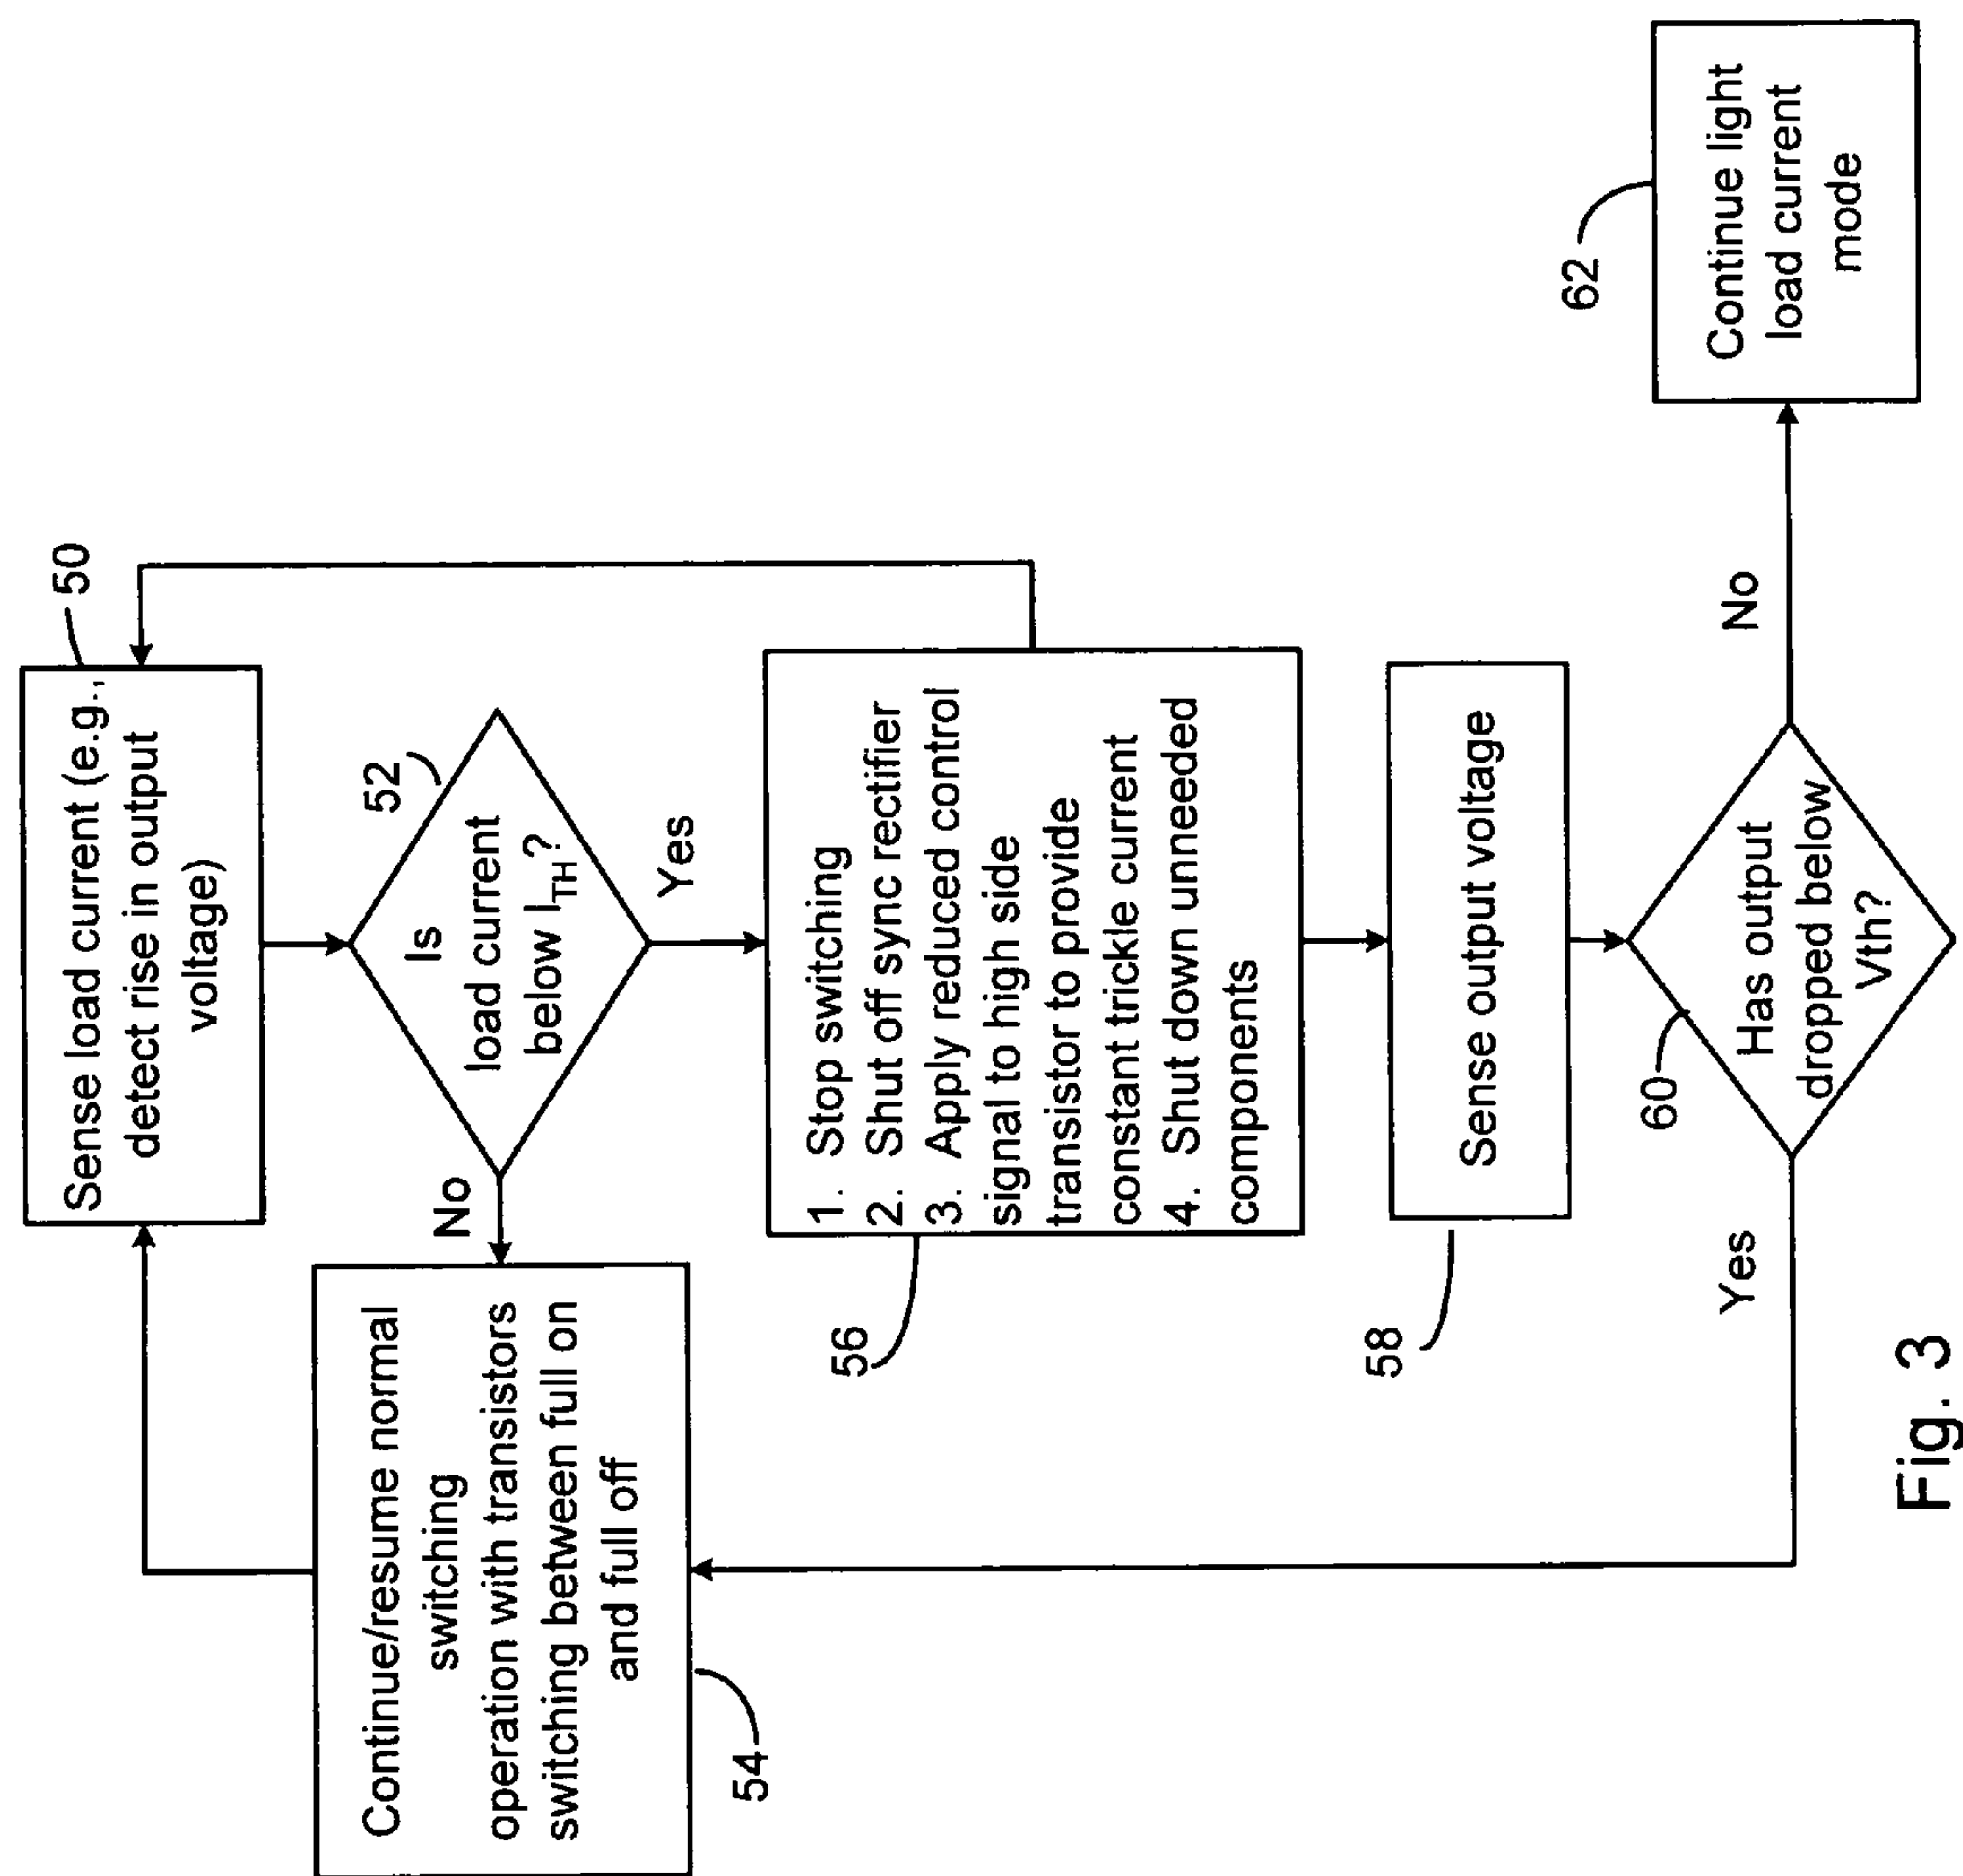 50
Sense load current (e.g.,
detect rise in output
voltage)
52
Is
load current
below I_TH?
No
Yes
Continue/resume normal
switching
operation with transistors
switching between full on
and full off
54
1. Stop switching
2. Shut off sync rectifier
3. Apply reduced control
signal to high side
transistor to provide
constant trickle current
4. Shut down unneeded
components
56
Sense output voltage
58
60
Has output
dropped below
Vth?
Yes
No
62
Continue light
load current
mode
Fig. 3